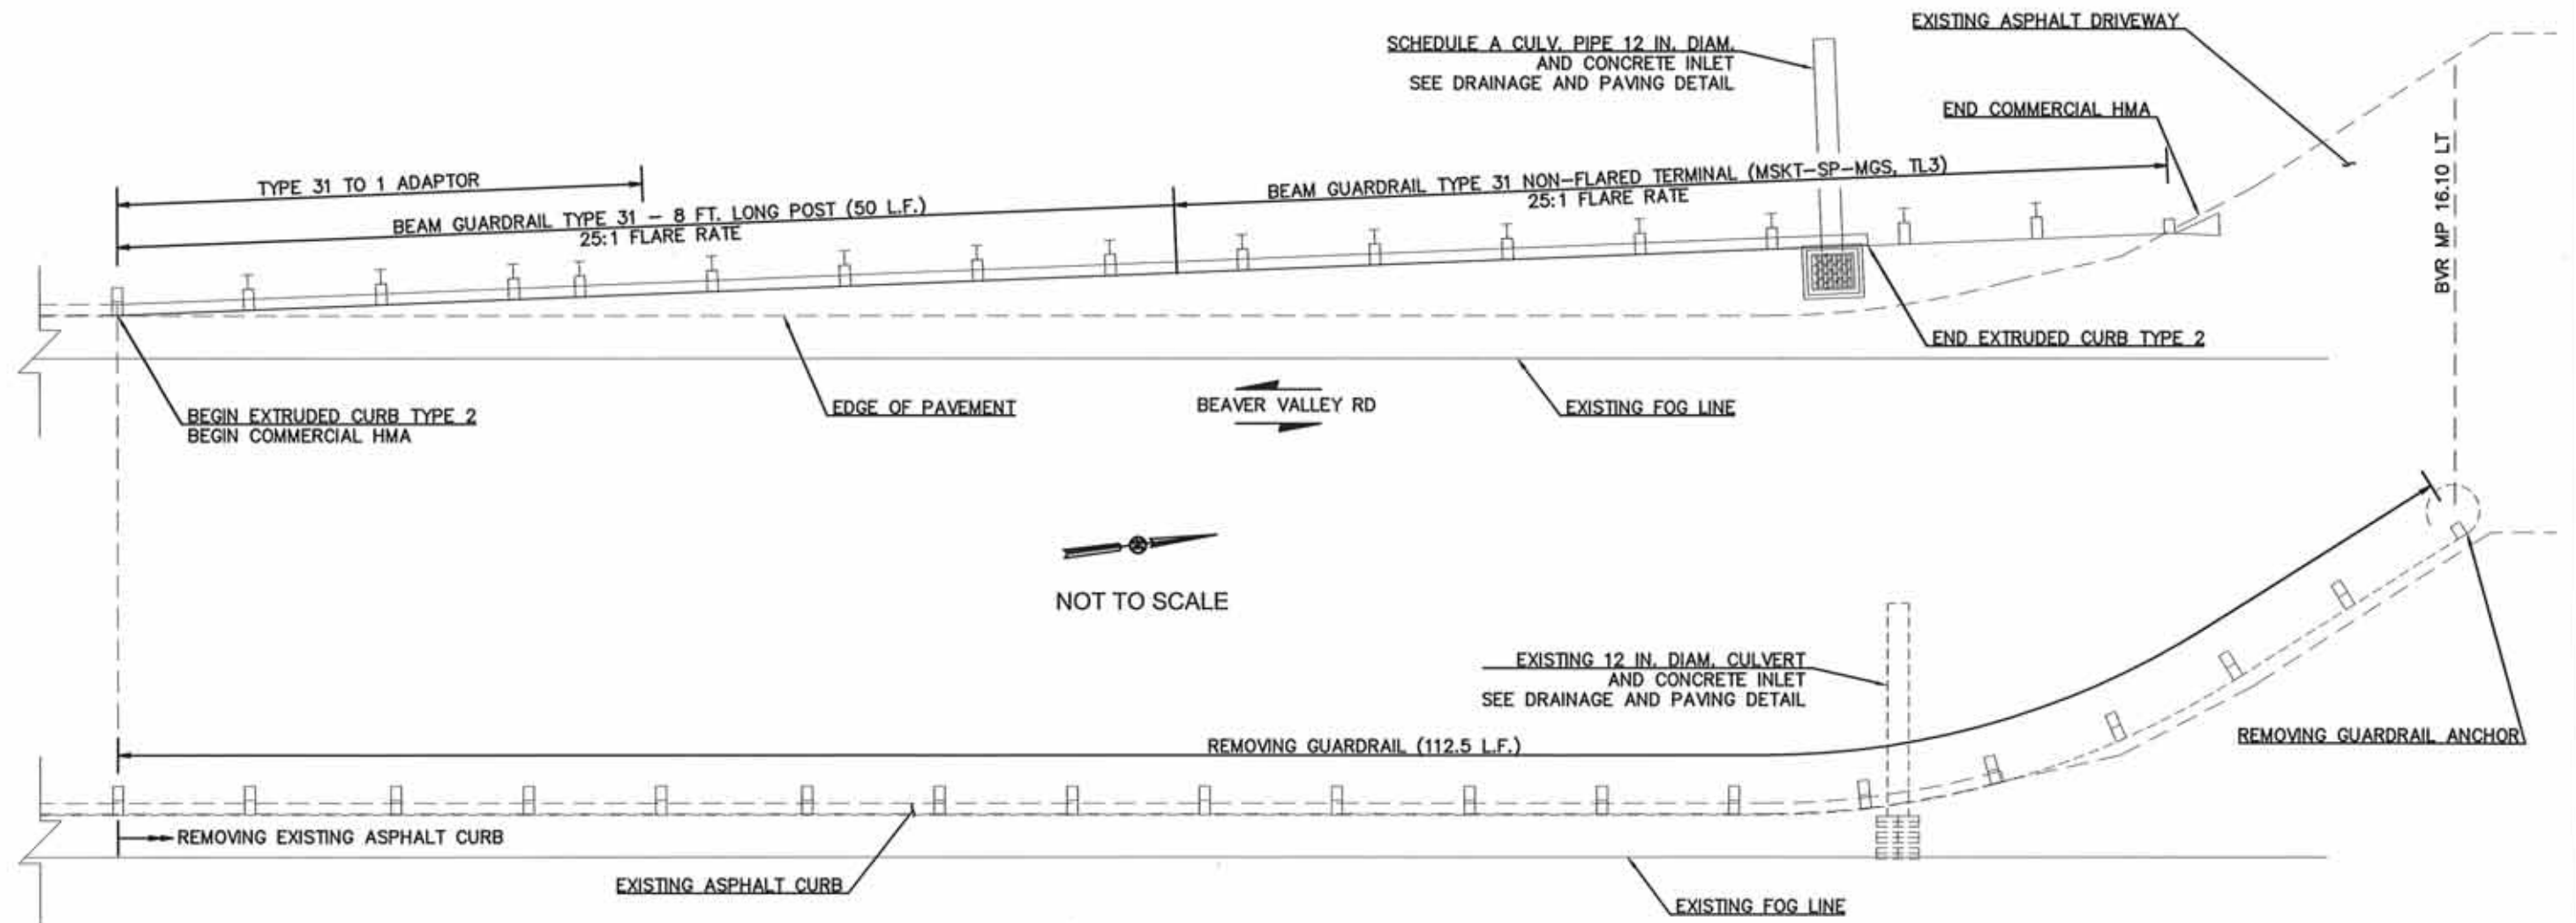 EXISTING ASPHALT DRIVEWAY
SCHEDULE A CULV. PIPE 12 IN. DIAM.
AND CONCRETE INLET
SEE DRAINAGE AND PAVING DETAIL
END COMMERCIAL HMA
BVR MP 16.10 LT
TYPE 31 TO 1 ADAPTOR
BEAM GUARDRAIL TYPE 31 NON-FLARED TERMINAL (MSKT-SP-MGS, TL3)
25:1 FLARE RATE
BEAM GUARDRAIL TYPE 31 - 8 FT. LONG POST (50 L.F.)
25:1 FLARE RATE
END EXTRUDED CURB TYPE 2
BEGIN EXTRUDED CURB TYPE 2
BEGIN COMMERCIAL HMA
EDGE OF PAVEMENT
BEAVER VALLEY RD
EXISTING FOG LINE
NOT TO SCALE
EXISTING 12 IN. DIAM. CULVERT
AND CONCRETE INLET
SEE DRAINAGE AND PAVING DETAIL
REMOVING GUARDRAIL ANCHOR
REMOVING GUARDRAIL (112.5 L.F.)
REMOVING EXISTING ASPHALT CURB
EXISTING ASPHALT CURB
EXISTING FOG LINE